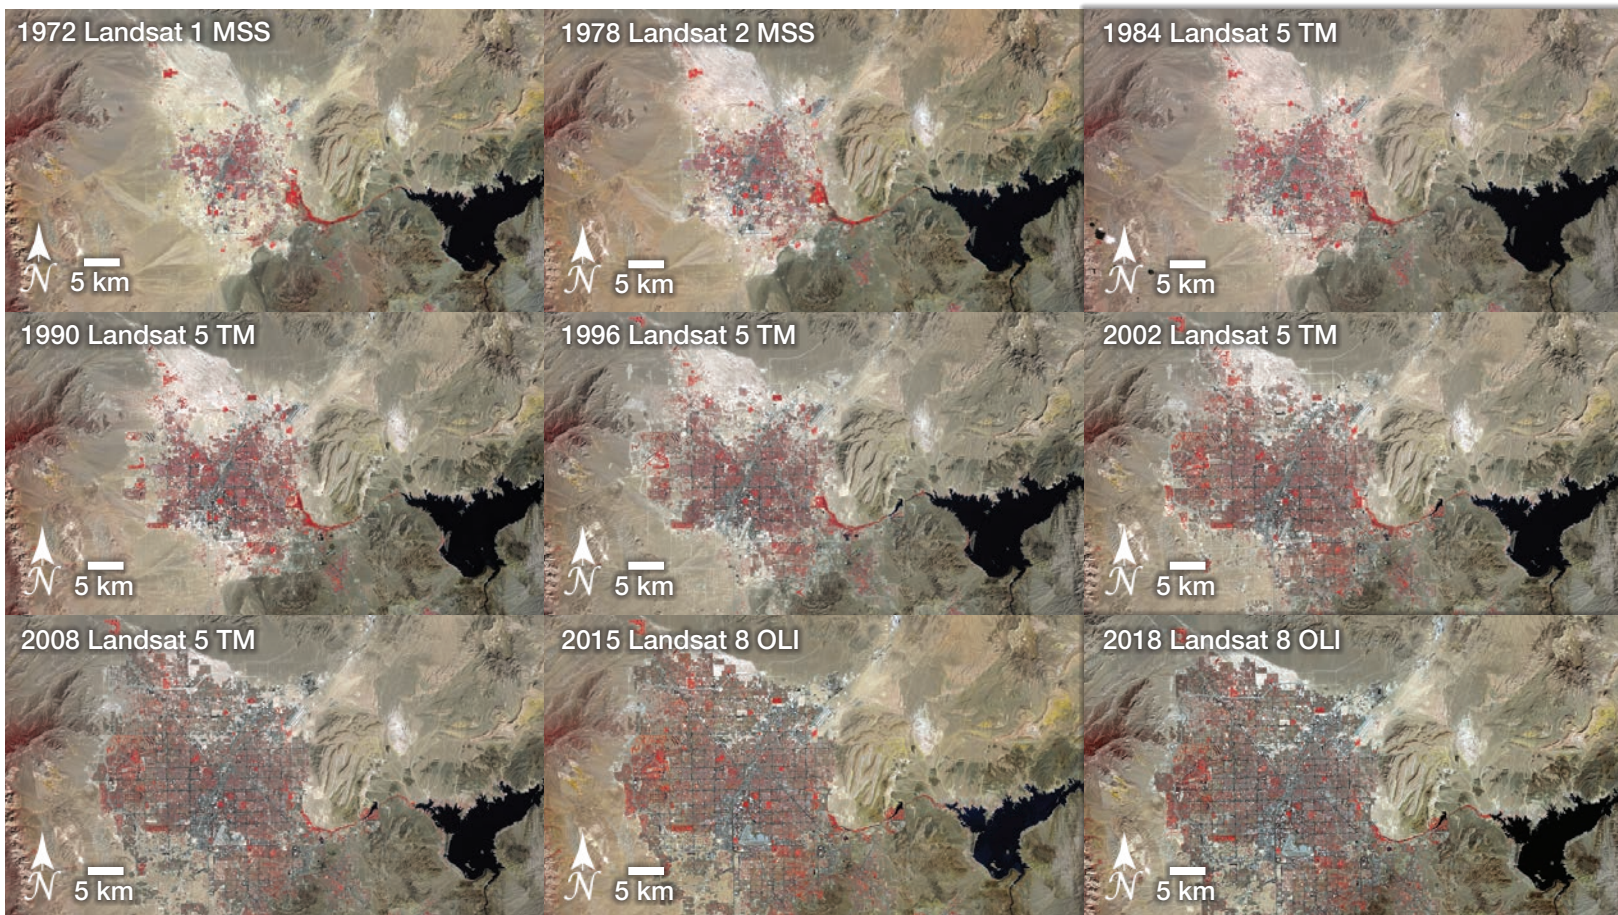 1972 Landsat 1 MSS
1978 Landsat 2 MSS
1984 Landsat 5 TM
N
5 km
N
5 km
N
5 km
1990 Landsat 5 TM
1996 Landsat 5 TM
2002 Landsat 5 TM
N
5 km
N
5 km
N
5 km
2008 Landsat 5 TM
2015 Landsat 8 OLI
2018 Landsat 8 OLI
N
5 km
N
5 km
N
5 km